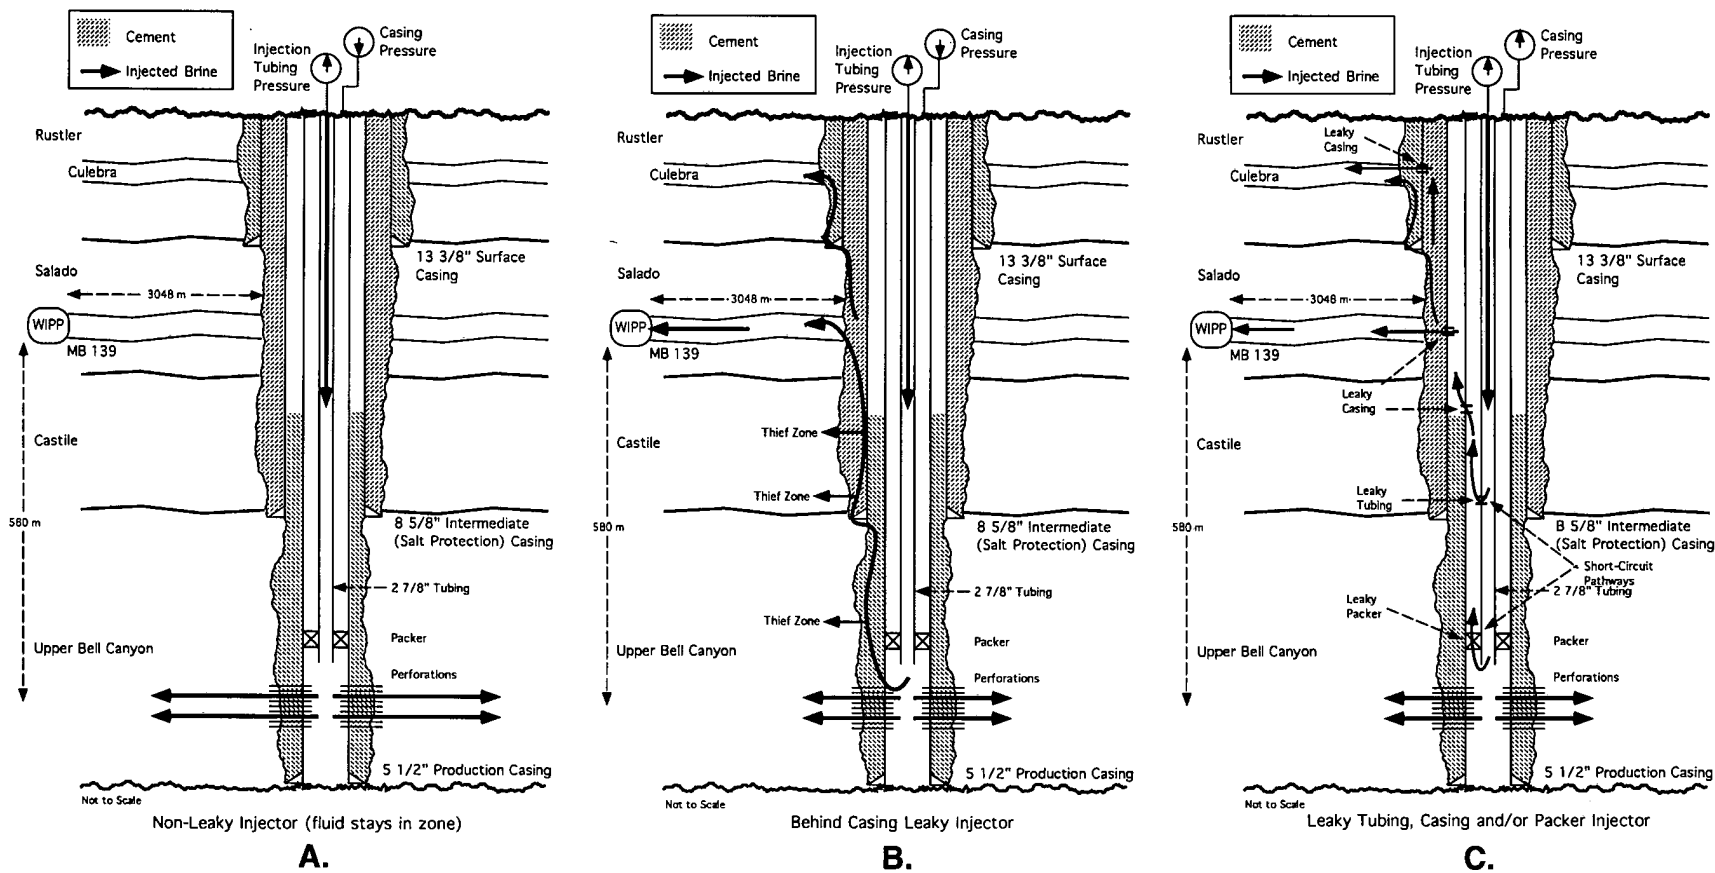 Cement
Injected Brine
Injection
Tubing
Pressure
Casing
Pressure
Rustler
Culebra
13 3/8" Surface
Casing
Salado
3048 m
WIPP
MB 139
Castile
580 m
8 5/8" Intermediate
(Salt Protection) Casing
2 7/8" Tubing
Packer
Upper Bell Canyon
Perforations
5 1/2" Production Casing
Not to Scale
Non-Leaky Injector (fluid stays in zone)
A.
Cement
Injected Brine
Injection
Tubing
Pressure
Casing
Pressure
Rustler
Culebra
13 3/8" Surface
Casing
Salado
3048 m
WIPP
MB 139
Thief Zone
Castile
Thief Zone
580 m
8 5/8" Intermediate
(Salt Protection) Casing
2 7/8" Tubing
Thief Zone
Packer
Upper Bell Canyon
Perforations
5 1/2" Production Casing
Not to Scale
Behind Casing Leaky Injector
B.
Cement
Injected Brine
Injection
Tubing
Pressure
Casing
Pressure
Rustler
Leaky
Casing
Culebra
13 3/8" Surface
Casing
Salado
3048 m
WIPP
MB 139
Leaky
Casing
Castile
Leaky
Tubing
580 m
8 5/8" Intermediate
(Salt Protection) Casing
Short-Circuit
Pathways
2 7/8" Tubing
Leaky
Packer
Packer
Upper Bell Canyon
Perforations
5 1/2" Production Casing
Not to Scale
Leaky Tubing, Casing and/or Packer Injector
C.